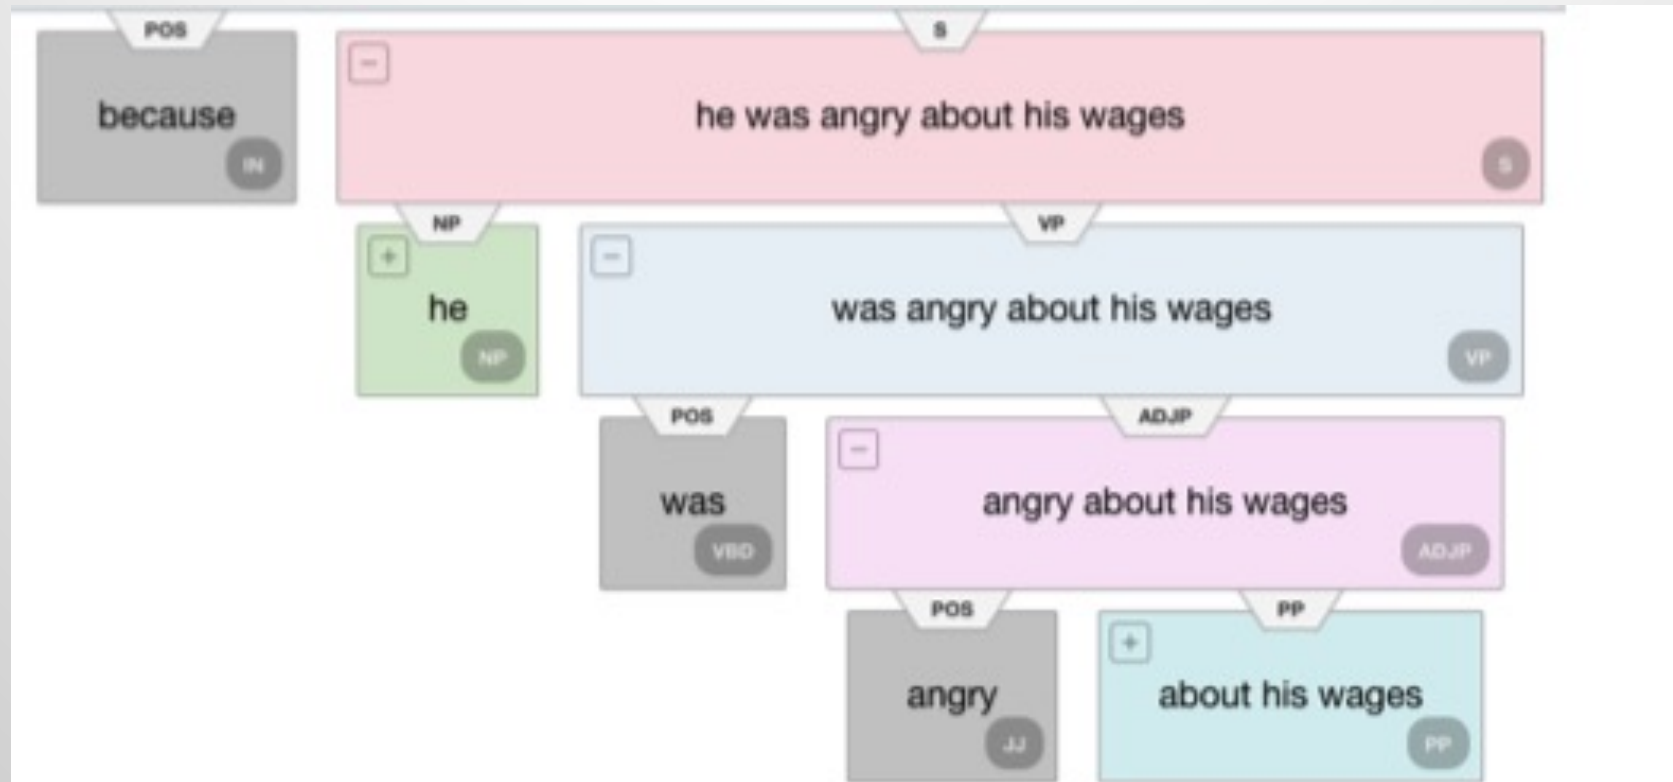 POS S
because he was angry about his wages
IN S
NP VP
he was angry about his wages
NP VP
POS ADJP
was angry about his wages
VBD ADJP
POS PP
angry about his wages
JJ PP